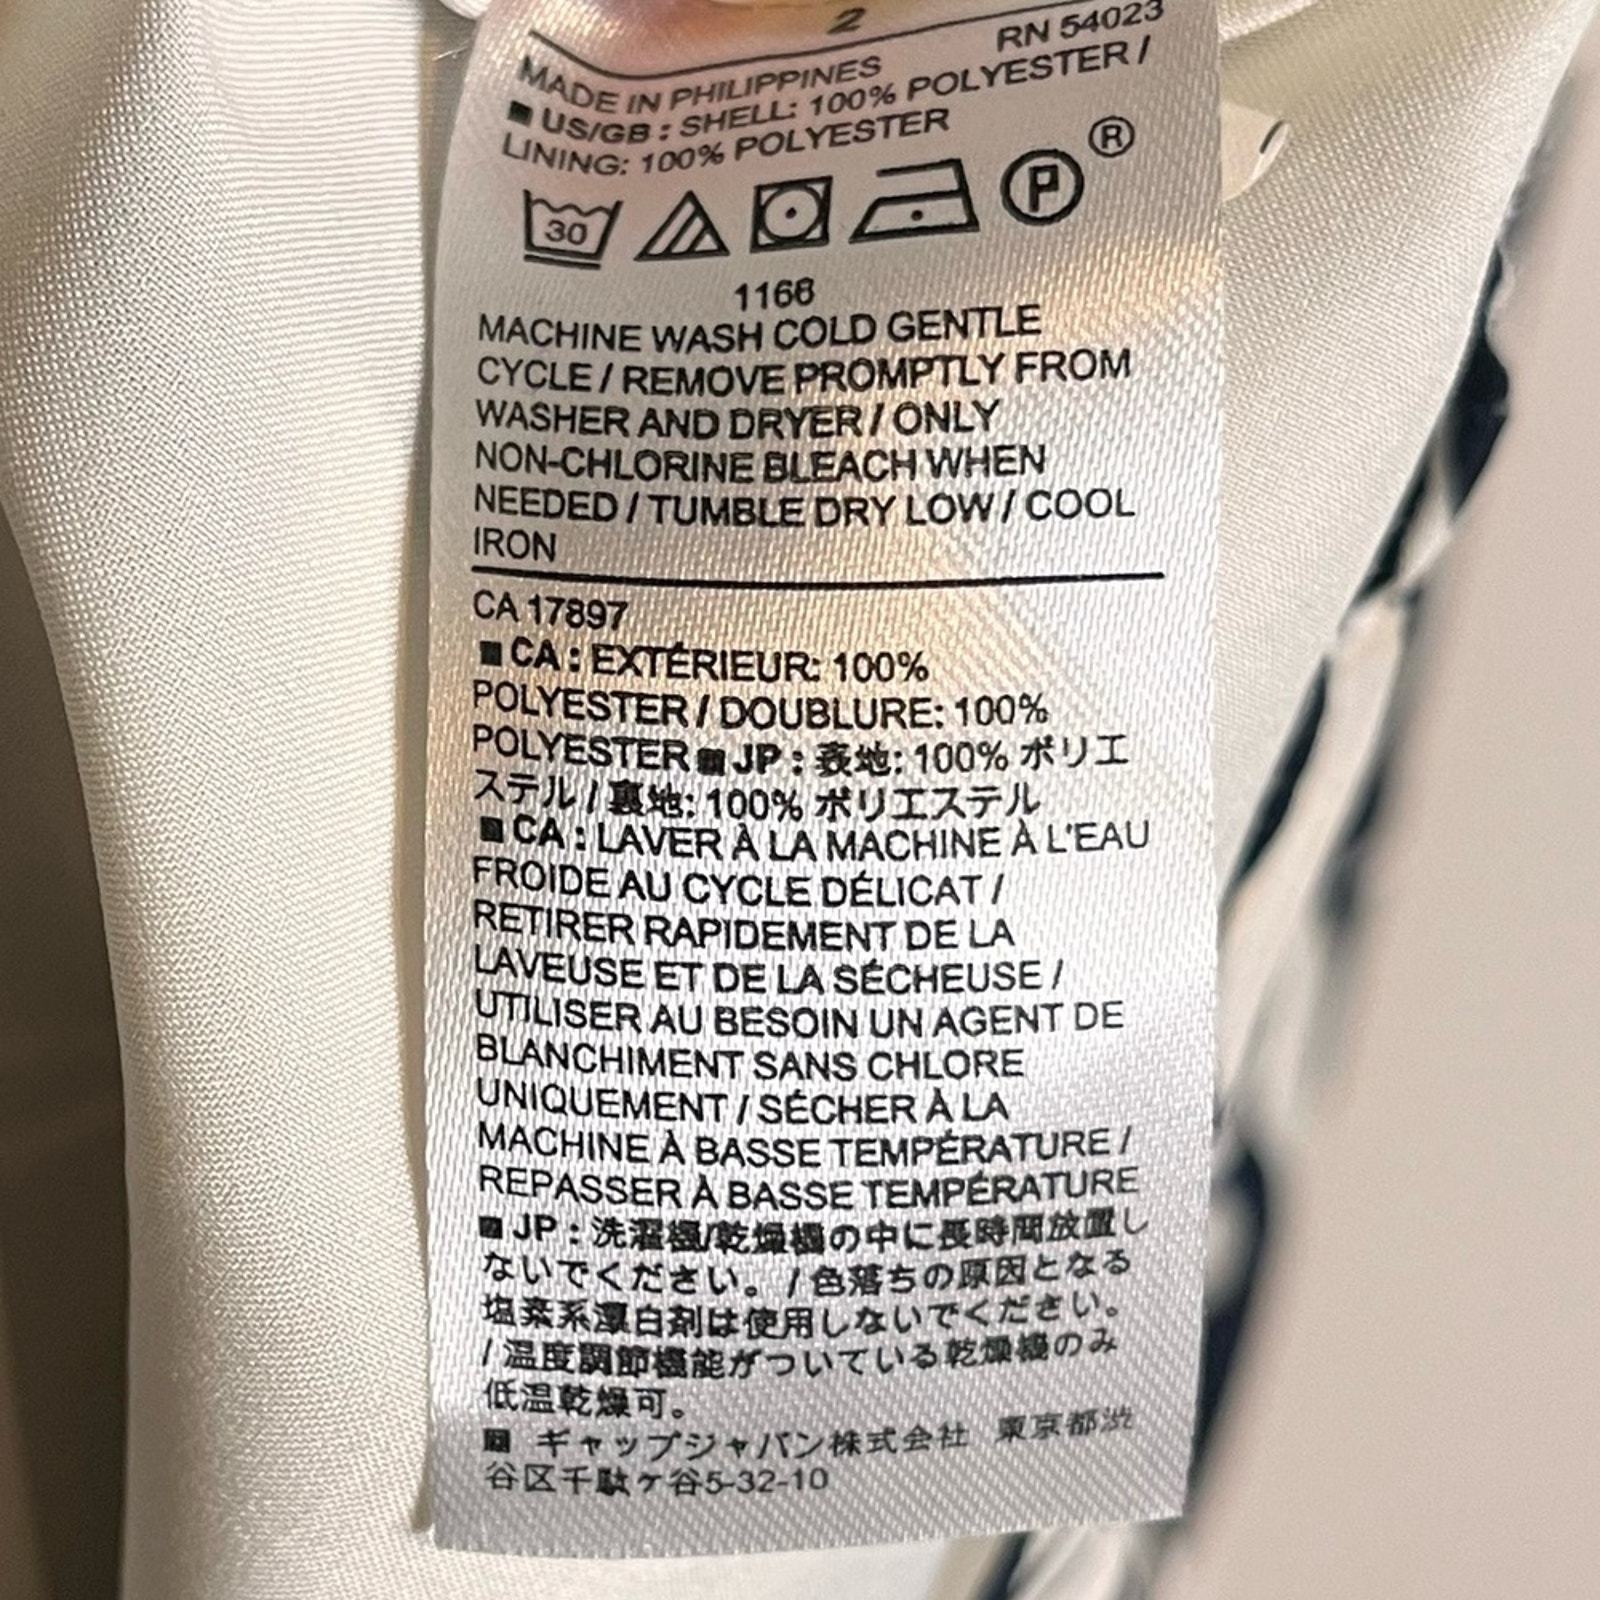 2
RN 54023
MADE IN PHILIPPINES
■ US/GB : SHELL: 100% POLYESTER /
LINING: 100% POLYESTER
30
P
®
1168
MACHINE WASH COLD GENTLE
CYCLE / REMOVE PROMPTLY FROM
WASHER AND DRYER / ONLY
NON-CHLORINE BLEACH WHEN
NEEDED / TUMBLE DRY LOW / COOL
IRON
CA 17897
■ CA : EXTÉRIEUR: 100%
POLYESTER / DOUBLURE: 100%
POLYESTER ■ JP : 表地: 100% ポリエ
ステル / 裏地: 100% ポリエステル
■ CA : LAVER À LA MACHINE À L'EAU
FROIDE AU CYCLE DÉLICAT /
RETIRER RAPIDEMENT DE LA
LAVEUSE ET DE LA SÉCHEUSE /
UTILISER AU BESOIN UN AGENT DE
BLANCHIMENT SANS CHLORE
UNIQUEMENT / SÉCHER À LA
MACHINE À BASSE TEMPÉRATURE /
REPASSER À BASSE TEMPÉRATURE
■ JP : 洗濯機/乾燥機の中に長時間放置し
ないでください。 / 色落ちの原因となる
塩素系漂白剤は使用しないでください。
/ 温度調節機能がついている乾燥機のみ
低温乾燥可。
■ ギャップジャパン株式会社 東京都渋
谷区千駄ヶ谷5-32-10